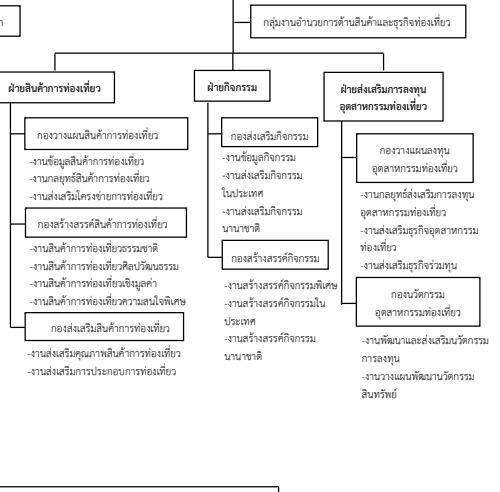 กลุ่มงานอำนวยการด้านสินค้าและธุรกิจท่องเที่ยว
ฝ่ายสินค้าการท่องเที่ยว
กองวางแผนสินค้าการท่องเที่ยว
-งานข้อมูลสินค้าการท่องเที่ยว
-งานกลยุทธ์สินค้าการท่องเที่ยว
-งานส่งเสริมโครงข่ายการท่องเที่ยว
กองสร้างสรรค์สินค้าการท่องเที่ยว
-งานสินค้าการท่องเที่ยวธรรมชาติ
-งานสินค้าการท่องเที่ยวศิลปวัฒนธรรม
-งานสินค้าการท่องเที่ยวเชิงมูลค่า
-งานสินค้าการท่องเที่ยวความสนใจพิเศษ
กองส่งเสริมสินค้าการท่องเที่ยว
-งานส่งเสริมคุณภาพสินค้าการท่องเที่ยว
-งานส่งเสริมการประกอบการท่องเที่ยว
ฝ่ายกิจกรรม
กองส่งเสริมกิจกรรม
-งานข้อมูลกิจกรรม
-งานส่งเสริมกิจกรรม
ในประเทศ
-งานส่งเสริมกิจกรรม
นานาชาติ
กองสร้างสรรค์กิจกรรม
-งานสร้างสรรค์กิจกรรมพิเศษ
-งานสร้างสรรค์กิจกรรมใน
ประเทศ
-งานสร้างสรรค์กิจกรรม
นานาชาติ
ฝ่ายส่งเสริมการลงทุน
อุตสาหกรรมท่องเที่ยว
กองวางแผนลงทุน
อุตสาหกรรมท่องเที่ยว
-งานกลยุทธ์ส่งเสริมการลงทุน
อุตสาหกรรมท่องเที่ยว
-งานส่งเสริมธุรกิจอุตสาหกรรม
ท่องเที่ยว
-งานส่งเสริมธุรกิจร่วมทุน
กองนวัตกรรม
อุตสาหกรรมท่องเที่ยว
-งานพัฒนาและส่งเสริมนวัตกรรม
การลงทุน
-งานวางแผนพัฒนานวัตกรรม
สินทรัพย์